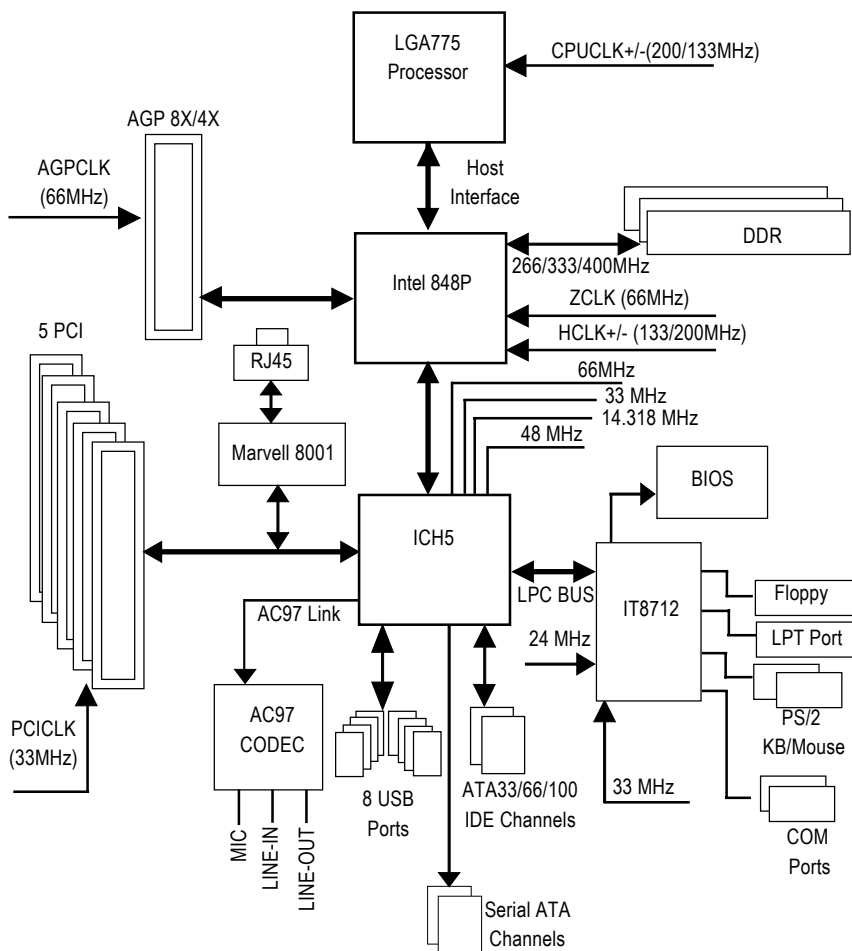 LGA775
Processor
CPUCLK+/-(200/133MHz)
AGP 8X/4X
AGPCLK
(66MHz)
Host
Interface
DDR
266/333/400MHz
Intel 848P
ZCLK (66MHz)
HCLK+/- (133/200MHz)
5 PCI
RJ45
66MHz
33 MHz
14.318 MHz
48 MHz
Marvell 8001
BIOS
ICH5
LPC BUS
IT8712
Floppy
LPT Port
AC97 Link
24 MHz
PS/2
KB/Mouse
PCICLK
(33MHz)
AC97
CODEC
8 USB
Ports
ATA33/66/100
IDE Channels
33 MHz
MIC
LINE-IN
LINE-OUT
COM
Ports
Serial ATA
Channels